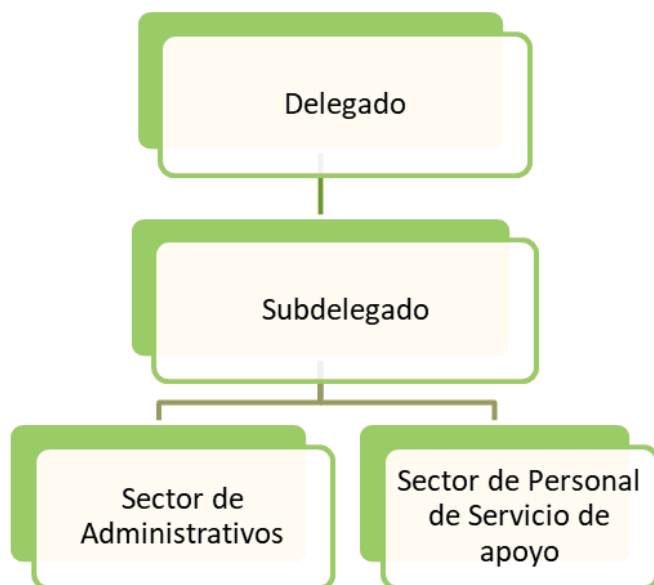 Delegado
Subdelegado
Sector de
Administrativos
Sector de Personal
de Servicio de
apoyo